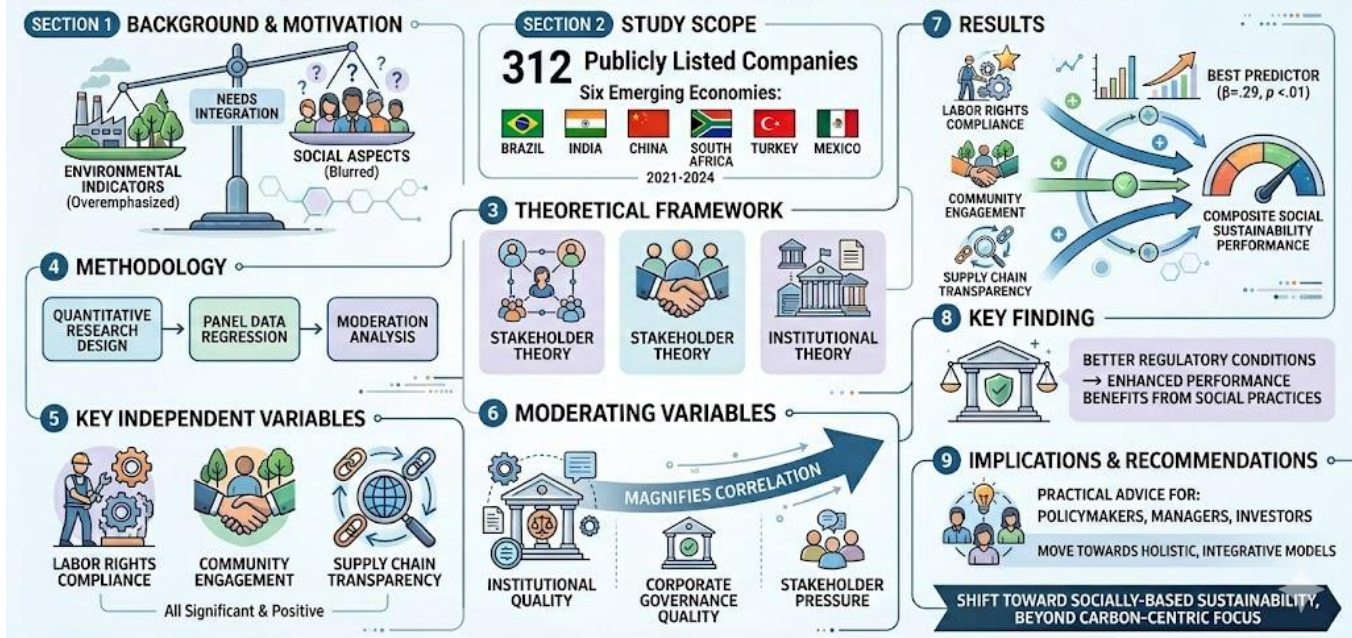 SECTION 1 BACKGROUND & MOTIVATION
NEEDS
INTEGRATION
? ? ? ? ?
ENVIRONMENTAL
INDICATORS
(Overemphasized)
SOCIAL ASPECTS
(Blurred)
SECTION 2 STUDY SCOPE
312 Publicly Listed Companies
Six Emerging Economies:
BRAZIL
INDIA
CHINA
SOUTH
AFRICA
TURKEY
MEXICO
2021-2024
3 THEORETICAL FRAMEWORK
STAKEHOLDER
THEORY
STAKEHOLDER
THEORY
INSTITUTIONAL
THEORY
4 METHODOLOGY
QUANTITATIVE
RESEARCH
DESIGN
PANEL DATA
REGRESSION
MODERATION
ANALYSIS
5 KEY INDEPENDENT VARIABLES
LABOR RIGHTS
COMPLIANCE
COMMUNITY
ENGAGEMENT
SUPPLY CHAIN
TRANSPARENCY
All Significant & Positive
6 MODERATING VARIABLES
MAGNIFIES CORRELATION
INSTITUTIONAL
QUALITY
CORPORATE
GOVERNANCE
QUALITY
STAKEHOLDER
PRESSURE
7 RESULTS
LABOR RIGHTS
COMPLIANCE
COMMUNITY
ENGAGEMENT
SUPPLY CHAIN
TRANSPARENCY
BEST PREDICTOR
(β=.29, p <.01)
COMPOSITE SOCIAL
SUSTAINABILITY
PERFORMANCE
8 KEY FINDING
BETTER REGULATORY CONDITIONS
→ ENHANCED PERFORMANCE
BENEFITS FROM SOCIAL PRACTICES
9 IMPLICATIONS & RECOMMENDATIONS
PRACTICAL ADVICE FOR:
POLICYMAKERS, MANAGERS, INVESTORS
MOVE TOWARDS HOLISTIC, INTEGRATIVE MODELS
SHIFT TOWARD SOCIALLY-BASED SUSTAINABILITY,
BEYOND CARBON-CENTRIC FOCUS